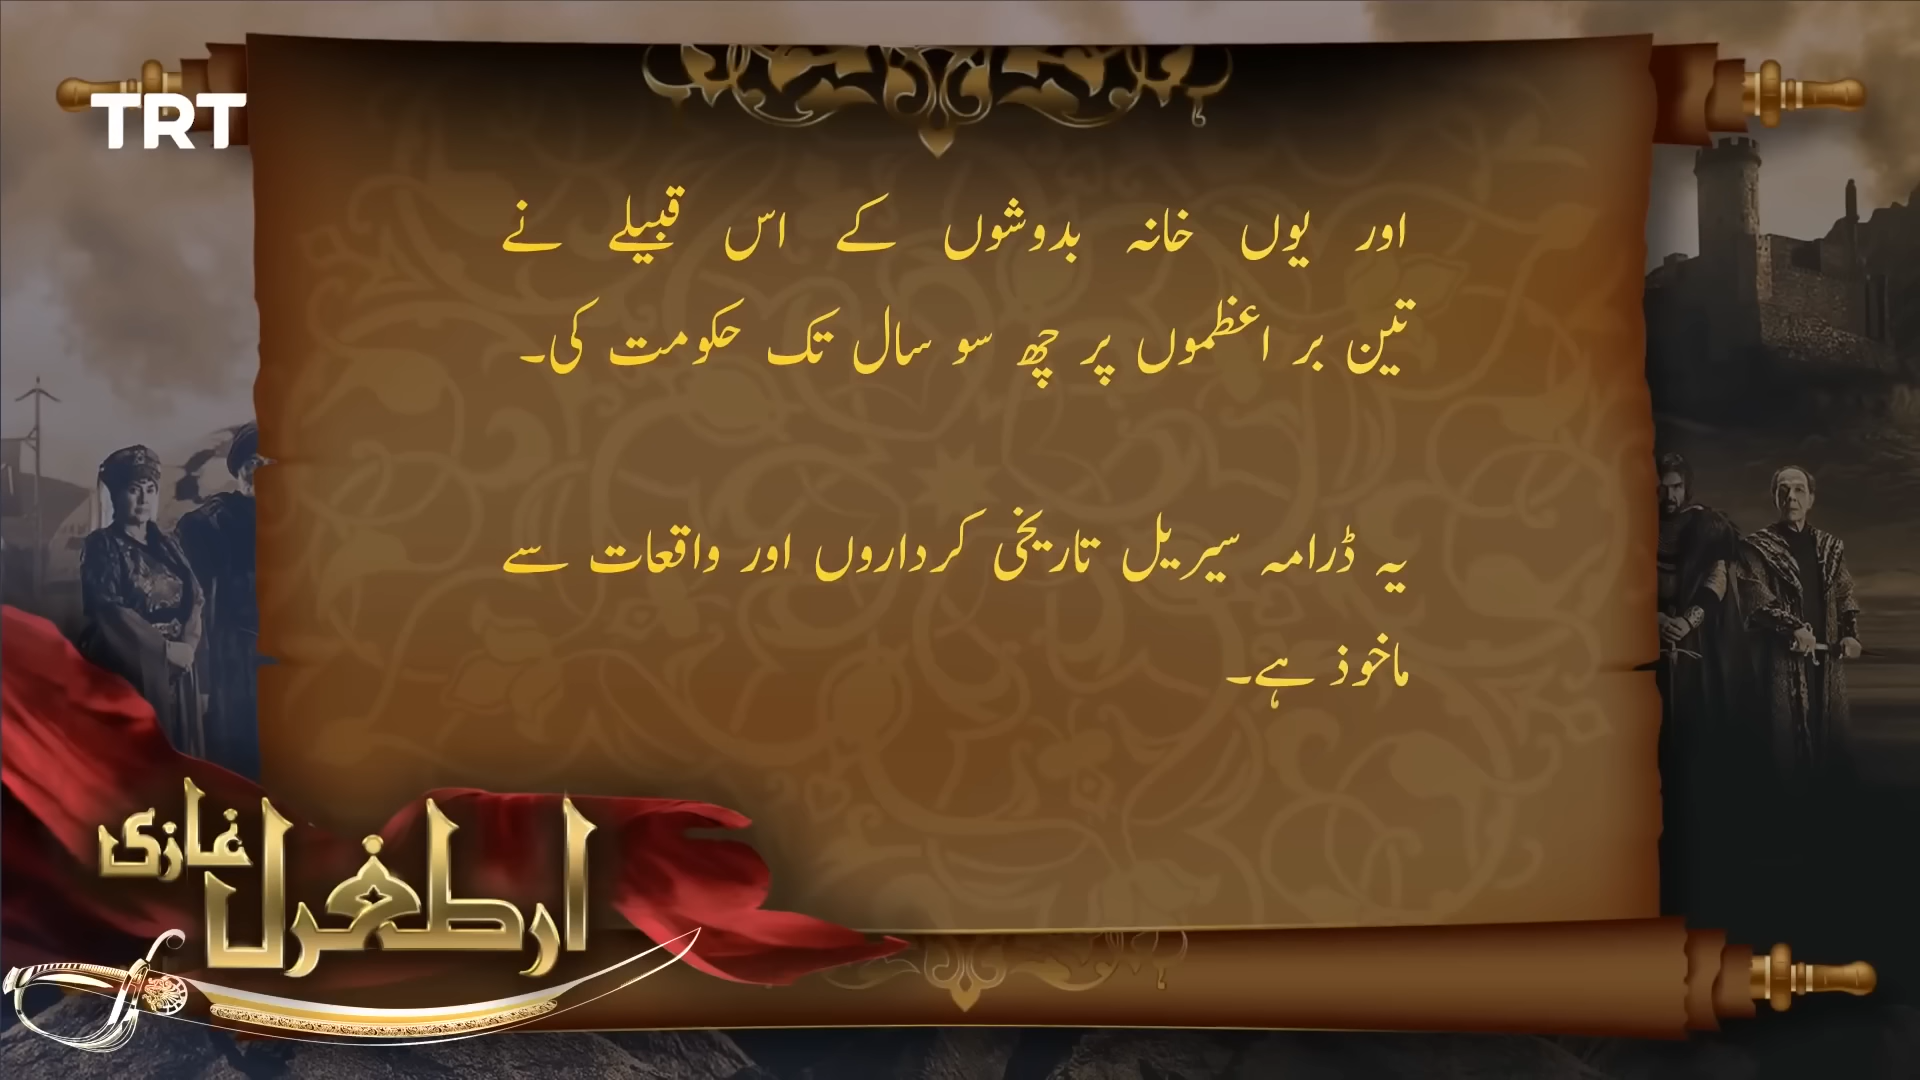 TRT
اور یوں خانہ بدوشوں کے اس قبیلے نے
تین بر اعظموں پر چھ سو سال تک حکومت کی۔
یہ ڈرامہ سیریل تاریخی کرداروں اور واقعات سے
ماخوذ ہے۔
ارطغرل غازی